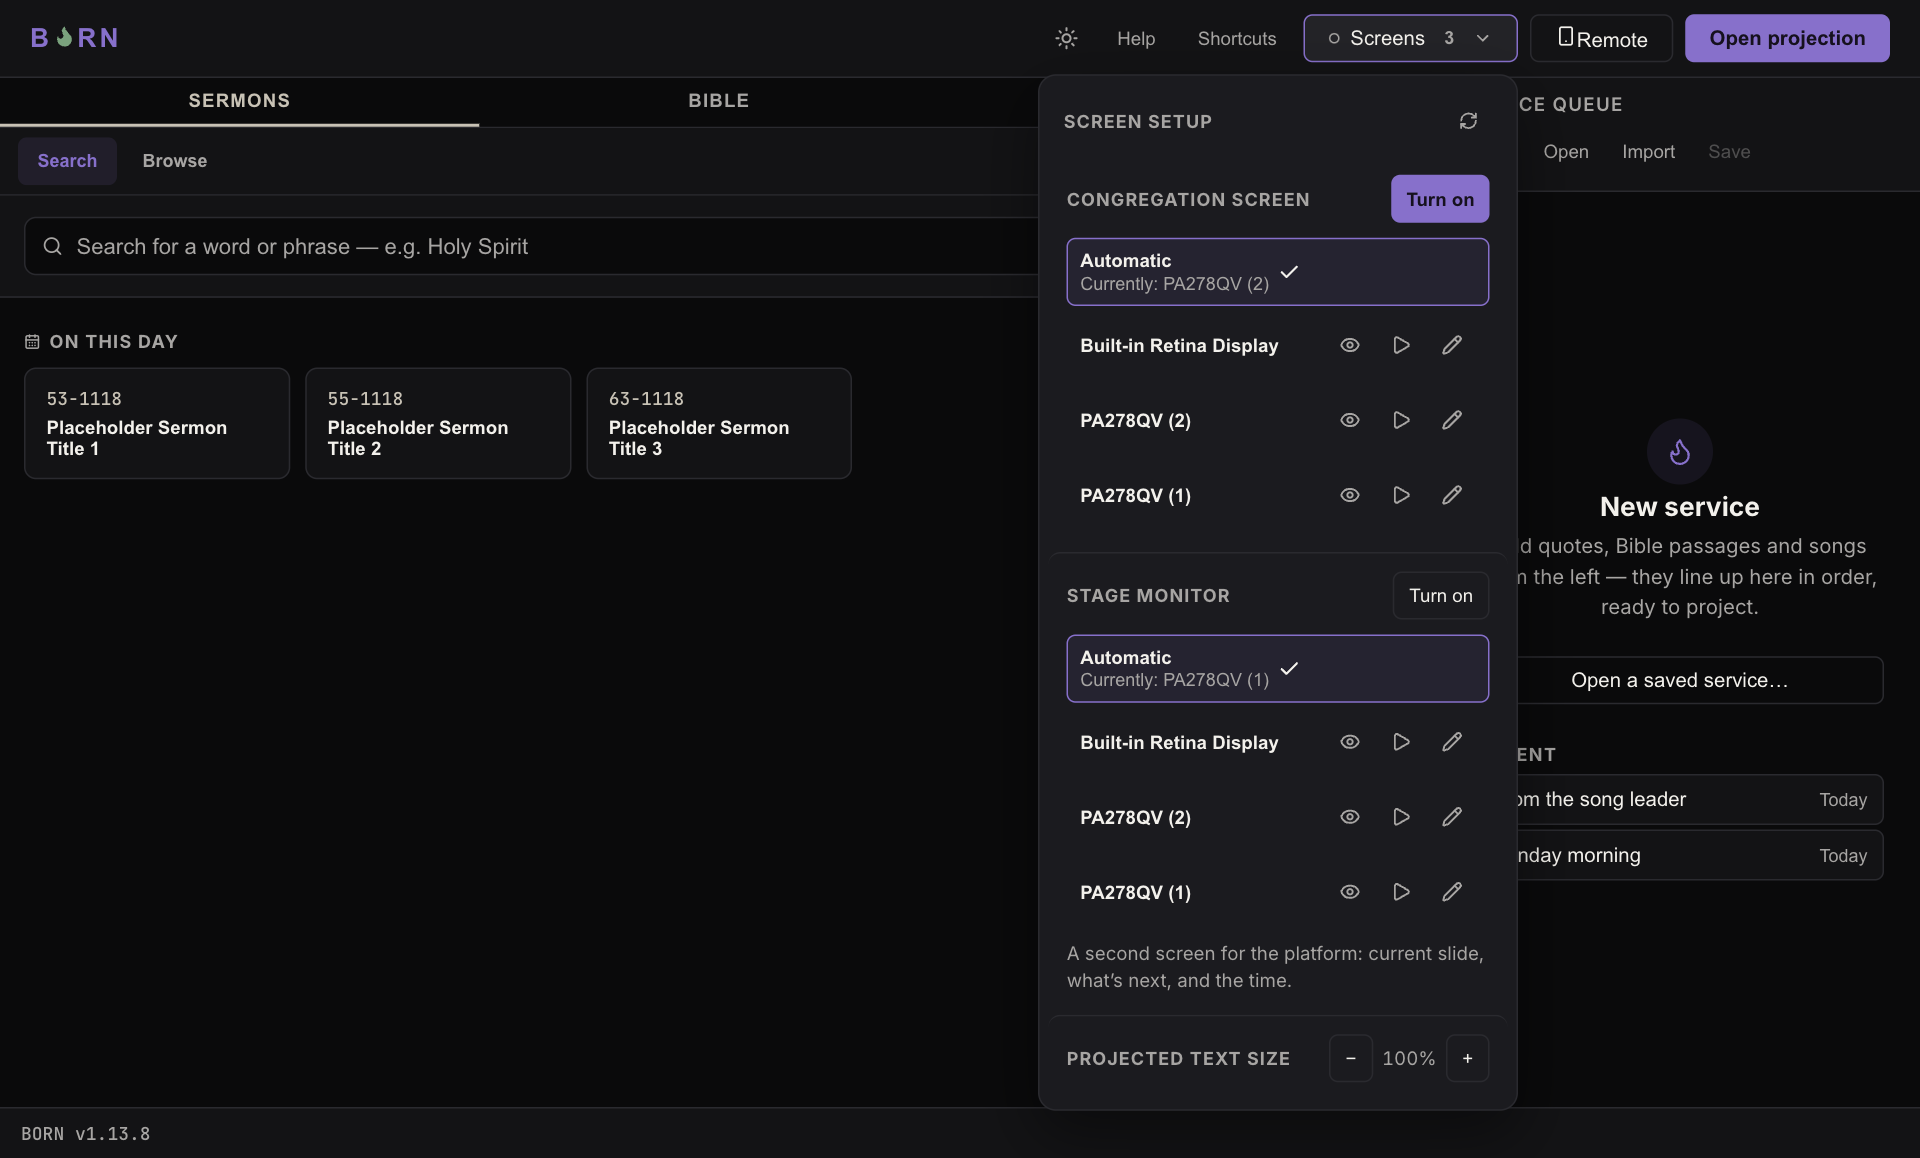 BORN
Help
Shortcuts
Screens 3
Remote
Open projection
SERMONS
BIBLE
Search
Browse
Search for a word or phrase — e.g. Holy Spirit
ON THIS DAY
53-1118
Placeholder Sermon
Title 1
55-1118
Placeholder Sermon
Title 2
63-1118
Placeholder Sermon
Title 3
SCREEN SETUP
CONGREGATION SCREEN
Turn on
Automatic
Currently: PA278QV (2)
Built-in Retina Display
PA278QV (2)
PA278QV (1)
STAGE MONITOR
Turn on
Automatic
Currently: PA278QV (1)
Built-in Retina Display
PA278QV (2)
PA278QV (1)
A second screen for the platform: current slide,
what’s next, and the time.
PROJECTED TEXT SIZE
− 100% +
CE QUEUE
Open
Import
Save
New service
d quotes, Bible passages and songs
m the left — they line up here in order,
ready to project.
Open a saved service…
ENT
om the song leader
Today
nday morning
Today
BORN v1.13.8